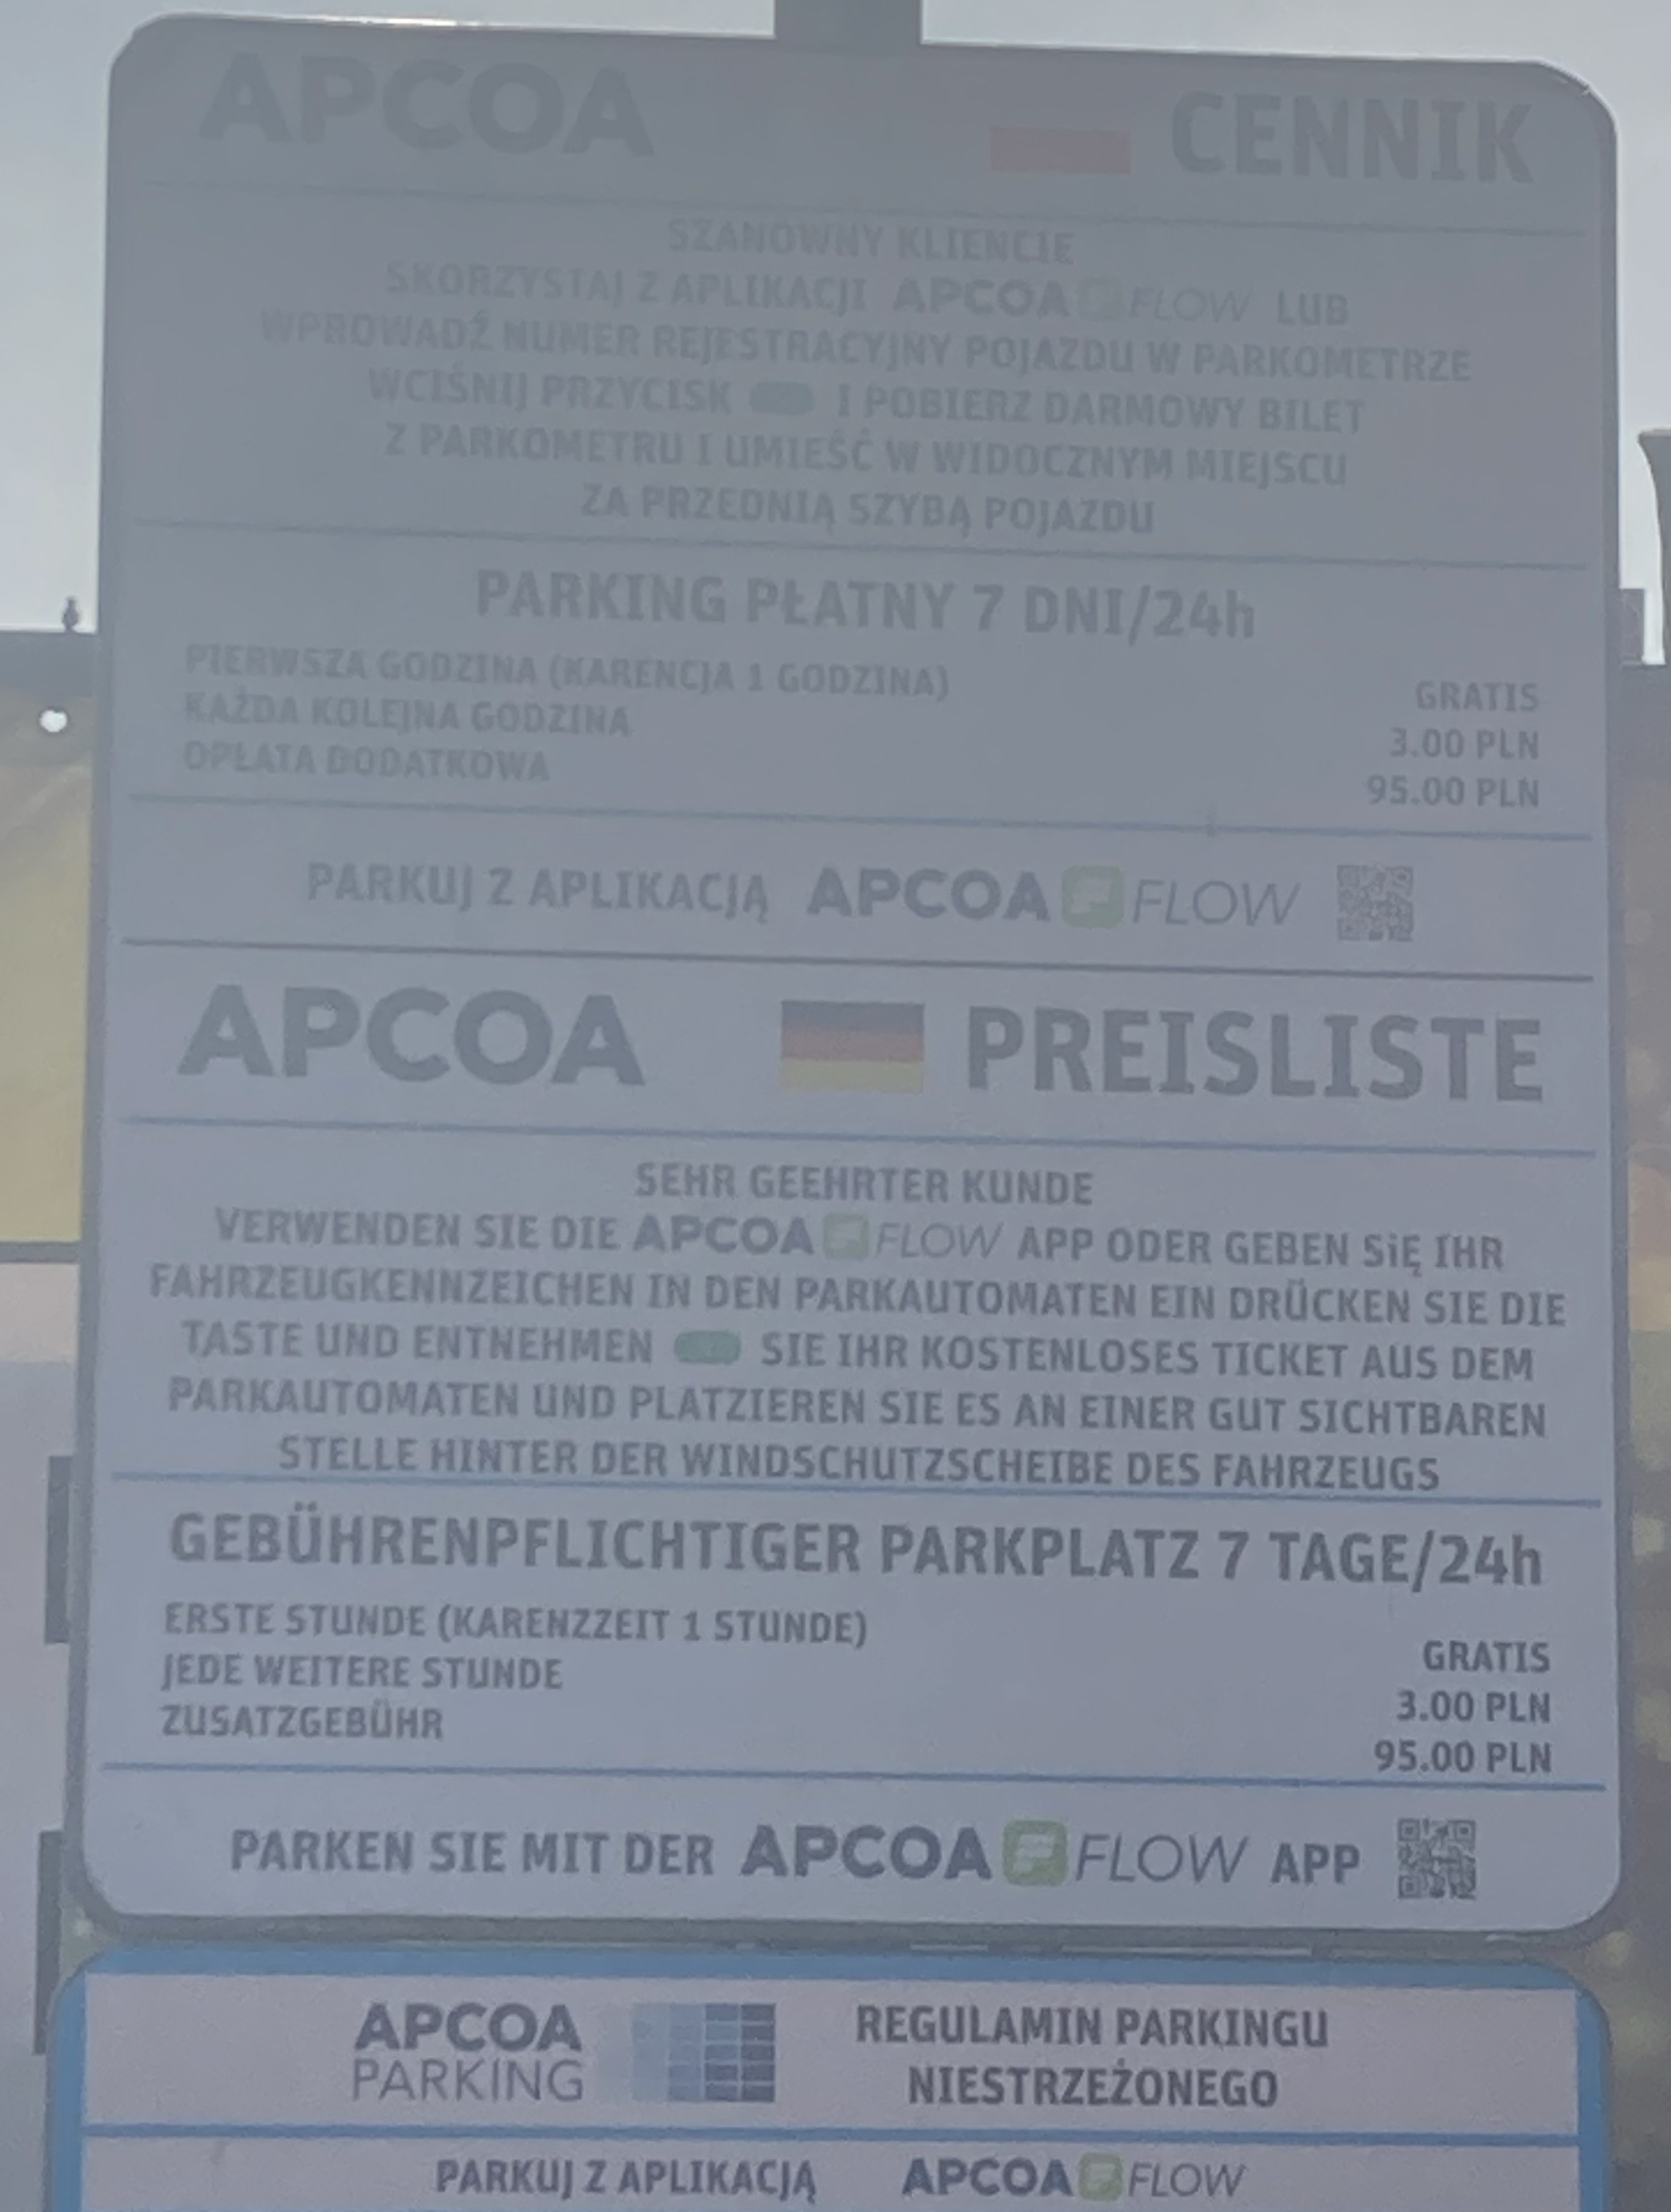 APCOA CENNIK
SZANOWNY KLIENCIE
SKORZYSTAJ Z APLIKACJI APCOA FLOW LUB
WPROWADŹ NUMER REJESTRACYJNY POJAZDU W PARKOMETRZE
WCIŚNIJ PRZYCISK I POBIERZ DARMOWY BILET
Z PARKOMETRU I UMIEŚĆ W WIDOCZNYM MIEJSCU
ZA PRZEDNIĄ SZYBĄ POJAZDU
PARKING PŁATNY 7 DNI/24h
PIERWSZA GODZINA (KARENCJA 1 GODZINA) GRATIS
KAŻDA KOLEJNA GODZINA 3.00 PLN
OPŁATA DODATKOWA 95.00 PLN
PARKUJ Z APLIKACJĄ APCOA FLOW
APCOA PREISLISTE
SEHR GEEHRTER KUNDE
VERWENDEN SIE DIE APCOA FLOW APP ODER GEBEN SiĘ IHR
FAHRZEUGKENNZEICHEN IN DEN PARKAUTOMATEN EIN DRÜCKEN SIE DIE
TASTE UND ENTNEHMEN SIE IHR KOSTENLOSES TICKET AUS DEM
PARKAUTOMATEN UND PLATZIEREN SIE ES AN EINER GUT SICHTBAREN
STELLE HINTER DER WINDSCHUTZSCHEIBE DES FAHRZEUGS
GEBÜHRENPFLICHTIGER PARKPLATZ 7 TAGE/24h
ERSTE STUNDE (KARENZZEIT 1 STUNDE) GRATIS
JEDE WEITERE STUNDE 3.00 PLN
ZUSATZGEBÜHR 95.00 PLN
PARKEN SIE MIT DER APCOA FLOW APP
APCOA PARKING
REGULAMIN PARKINGU
NIESTRZEŻONEGO
PARKUJ Z APLIKACJĄ APCOA FLOW